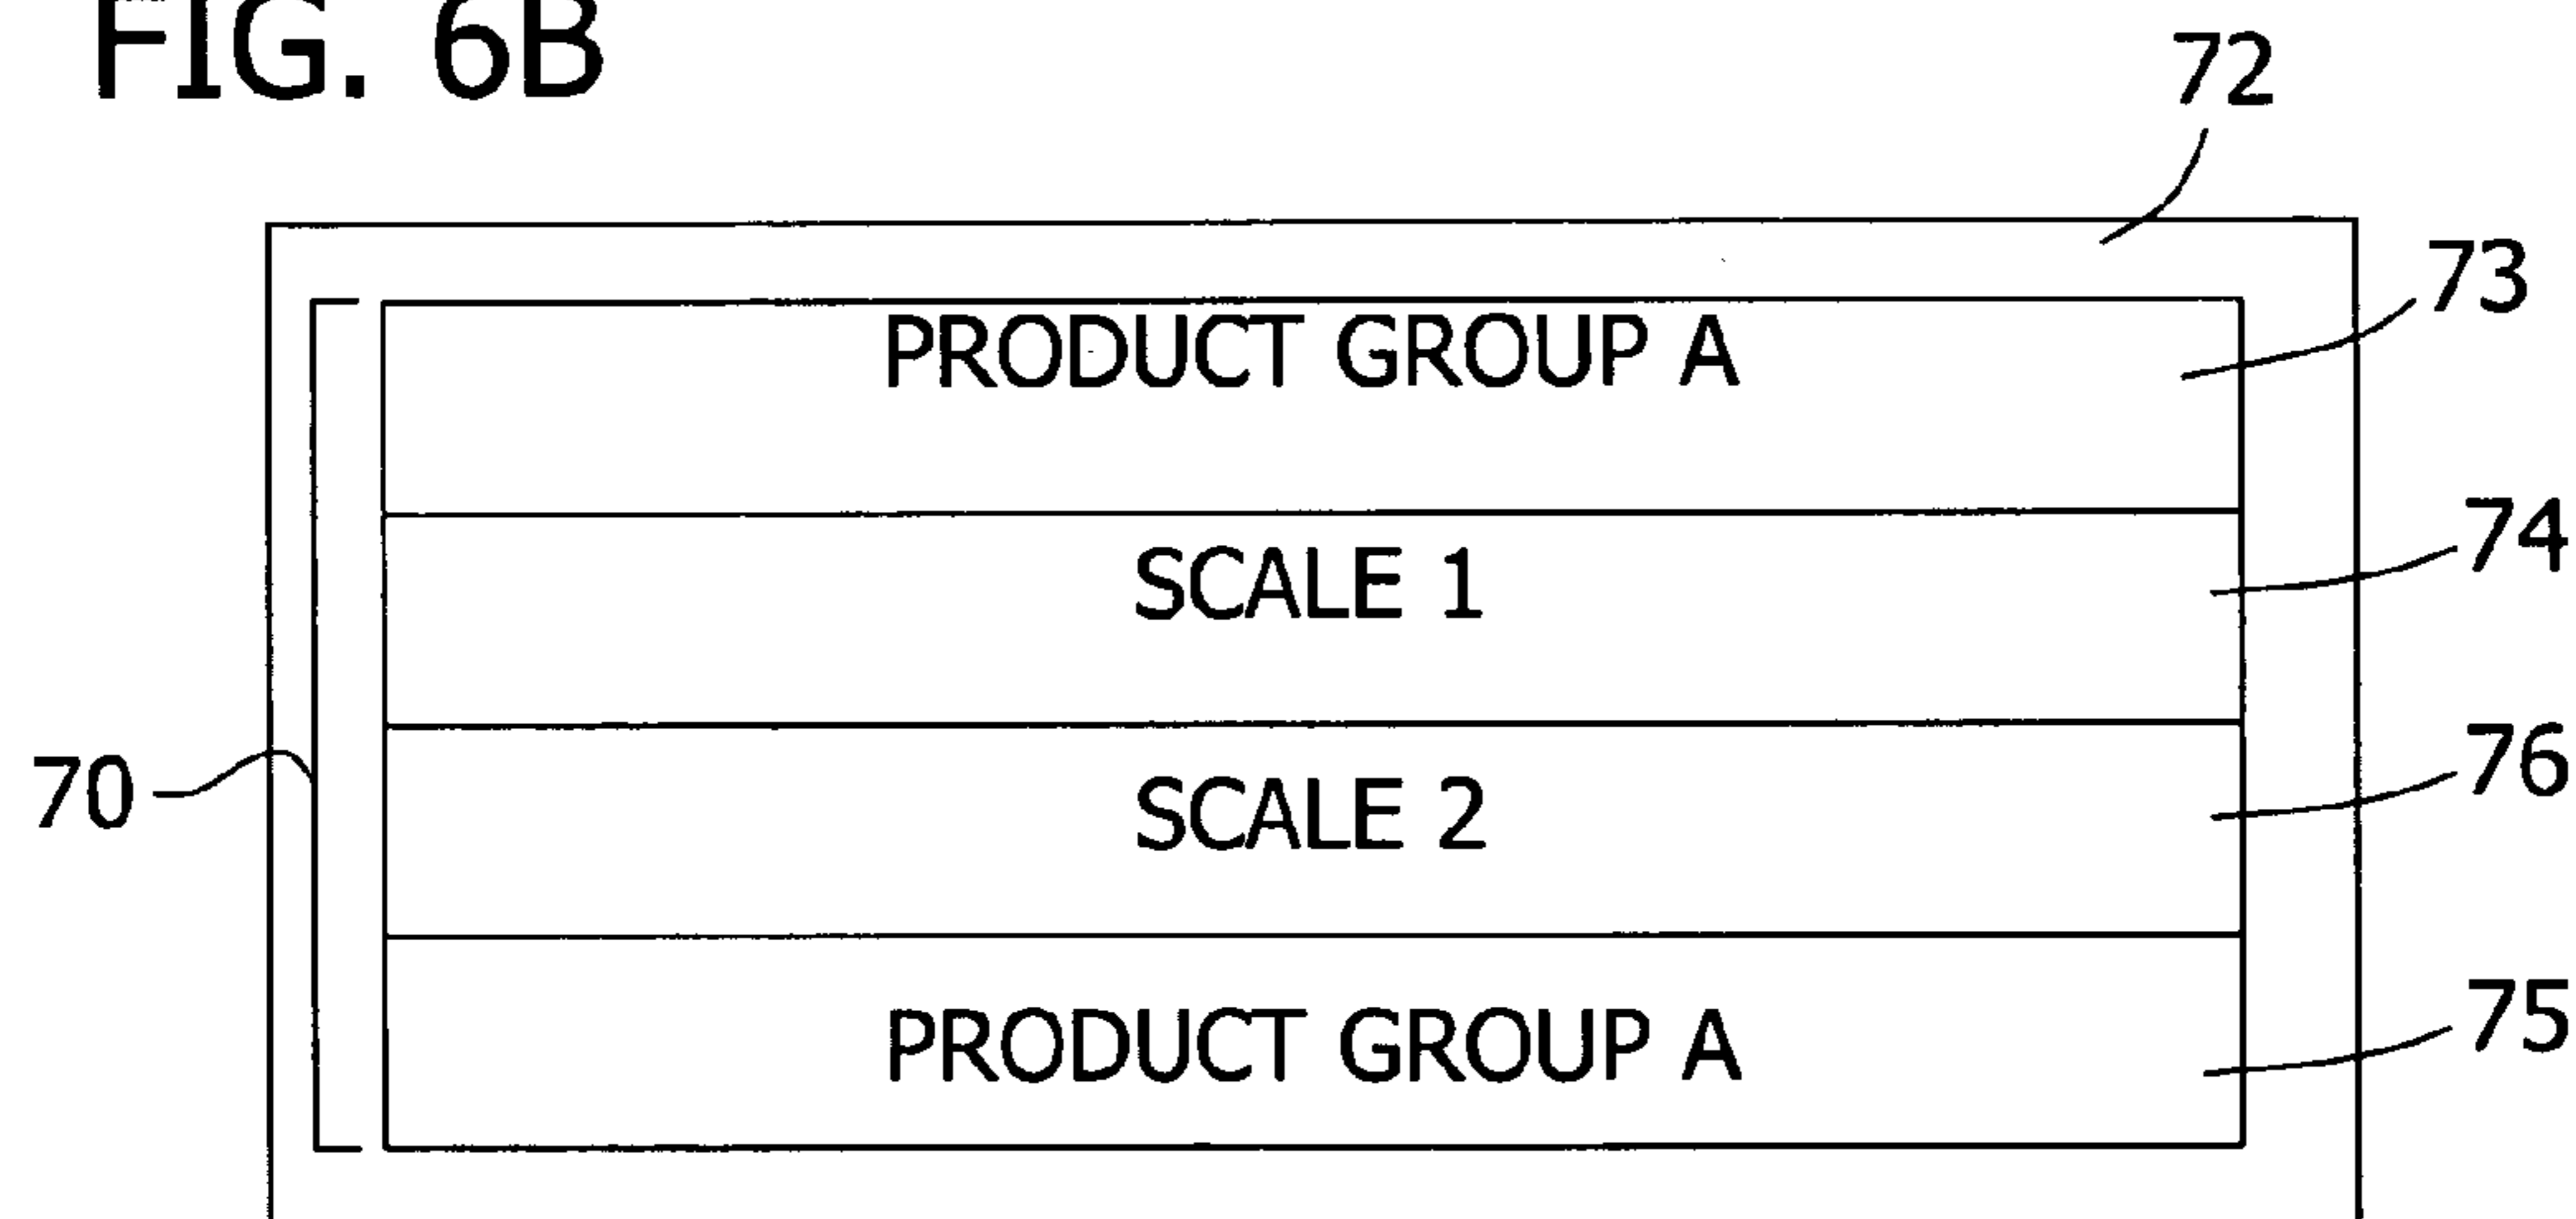 FIG. 6B
72
PRODUCT GROUP A
73
SCALE 1
74
70
SCALE 2
76
PRODUCT GROUP A
75